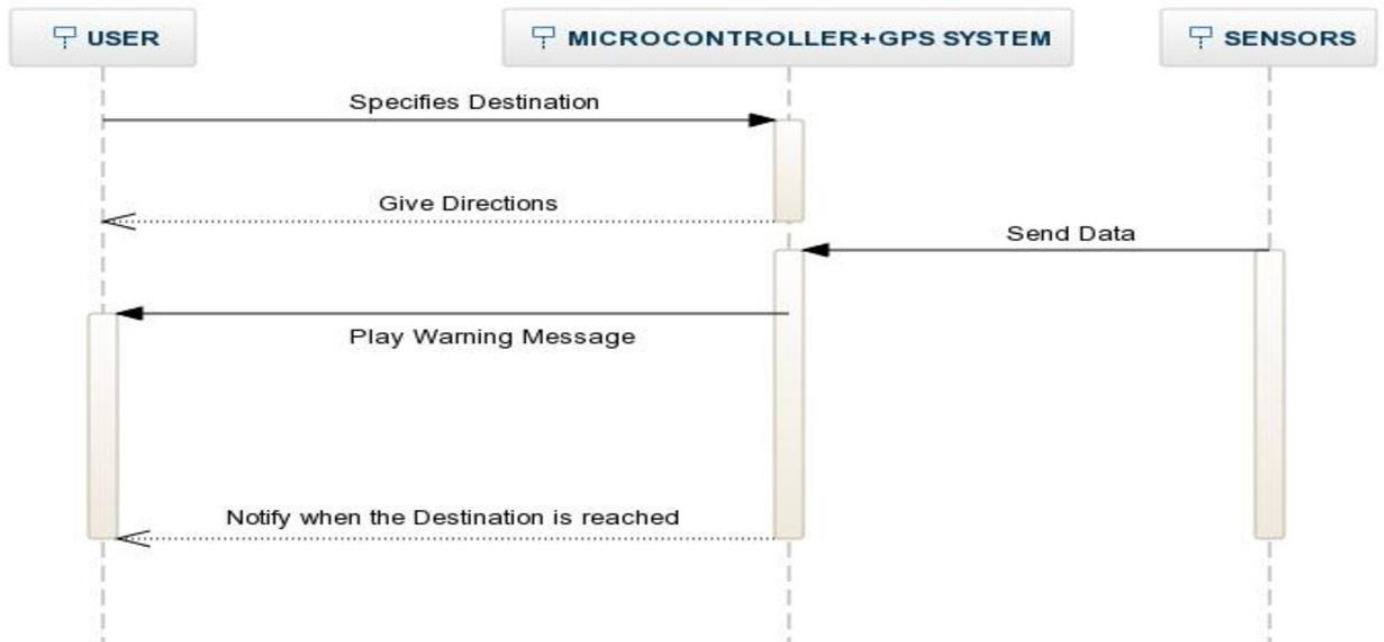 USER
MICROCONTROLLER+GPS SYSTEM
SENSORS
Specifies Destination
Give Directions
Send Data
Play Warning Message
Notify when the Destination is reached